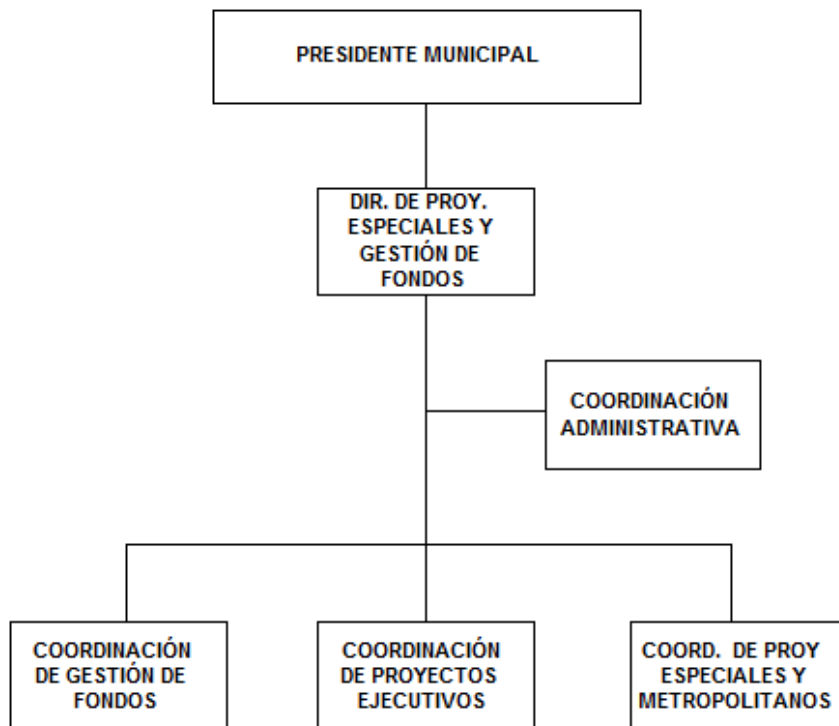 PRESIDENTE MUNICIPAL
DIR. DE PROY.
ESPECIALES Y
GESTIÓN DE
FONDOS
COORDINACIÓN
ADMINISTRATIVA
COORDINACIÓN
DE GESTIÓN DE
FONDOS
COORDINACIÓN
DE PROYECTOS
EJECUTIVOS
COORD. DE PROY
ESPECIALES Y
METROPOLITANOS